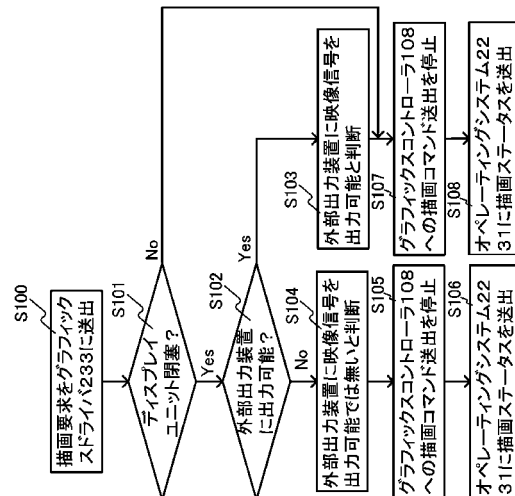 S100
描画要求をグラフィック
スドライバ233に送出
S101
ディスプレイ
ユニット閉塞？
No
Yes
S102
外部出力装置
に出力可能？
Yes
No
S103
外部出力装置に映像信号を
出力可能と判断
S104
外部出力装置に映像信号を
出力可能では無いと判断
S105
グラフィックスコントローラ108
への描画コマンド送出を停止
S106
オペレーティングシステム22
31に描画ステータスを送出
S107
グラフィックスコントローラ108
への描画コマンド送出を停止
S108
オペレーティングシステム22
31に描画ステータスを送出